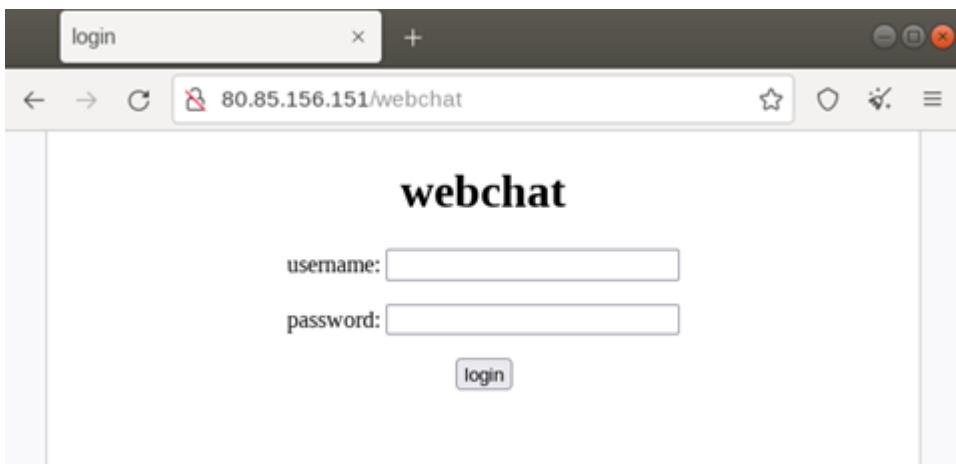 login
80.85.156.151/webchat
webchat
username:
password:
login